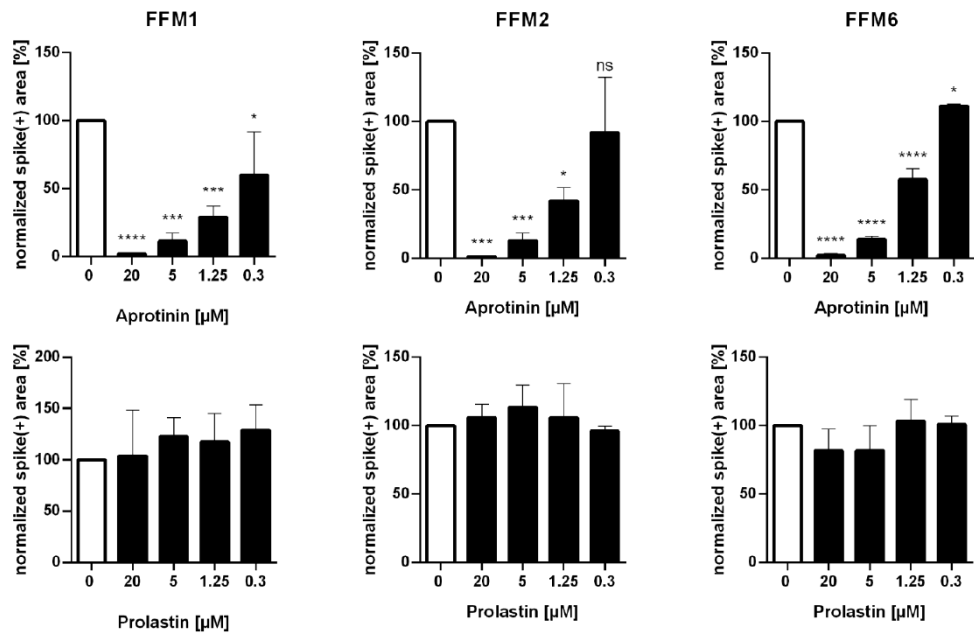 FFM1
FFM2
FFM6
normalized spike(+) area [%]
150
100
50
0
****
***
***
*
0 20 5 1.25 0.3
Aprotinin [µM]
normalized spike(+) area [%]
150
100
50
0
***
***
*
ns
0 20 5 1.25 0.3
Aprotinin [µM]
normalized spike(+) area [%]
150
100
50
0
****
****
****
*
0 20 5 1.25 0.3
Aprotinin [µM]
normalized spike(+) area [%]
200
150
100
50
0
0 20 5 1.25 0.3
Prolastin [µM]
normalized spike(+) area [%]
150
100
50
0
0 20 5 1.25 0.3
Prolastin [µM]
normalized spike(+) area [%]
150
100
50
0
0 20 5 1.25 0.3
Prolastin [µM]